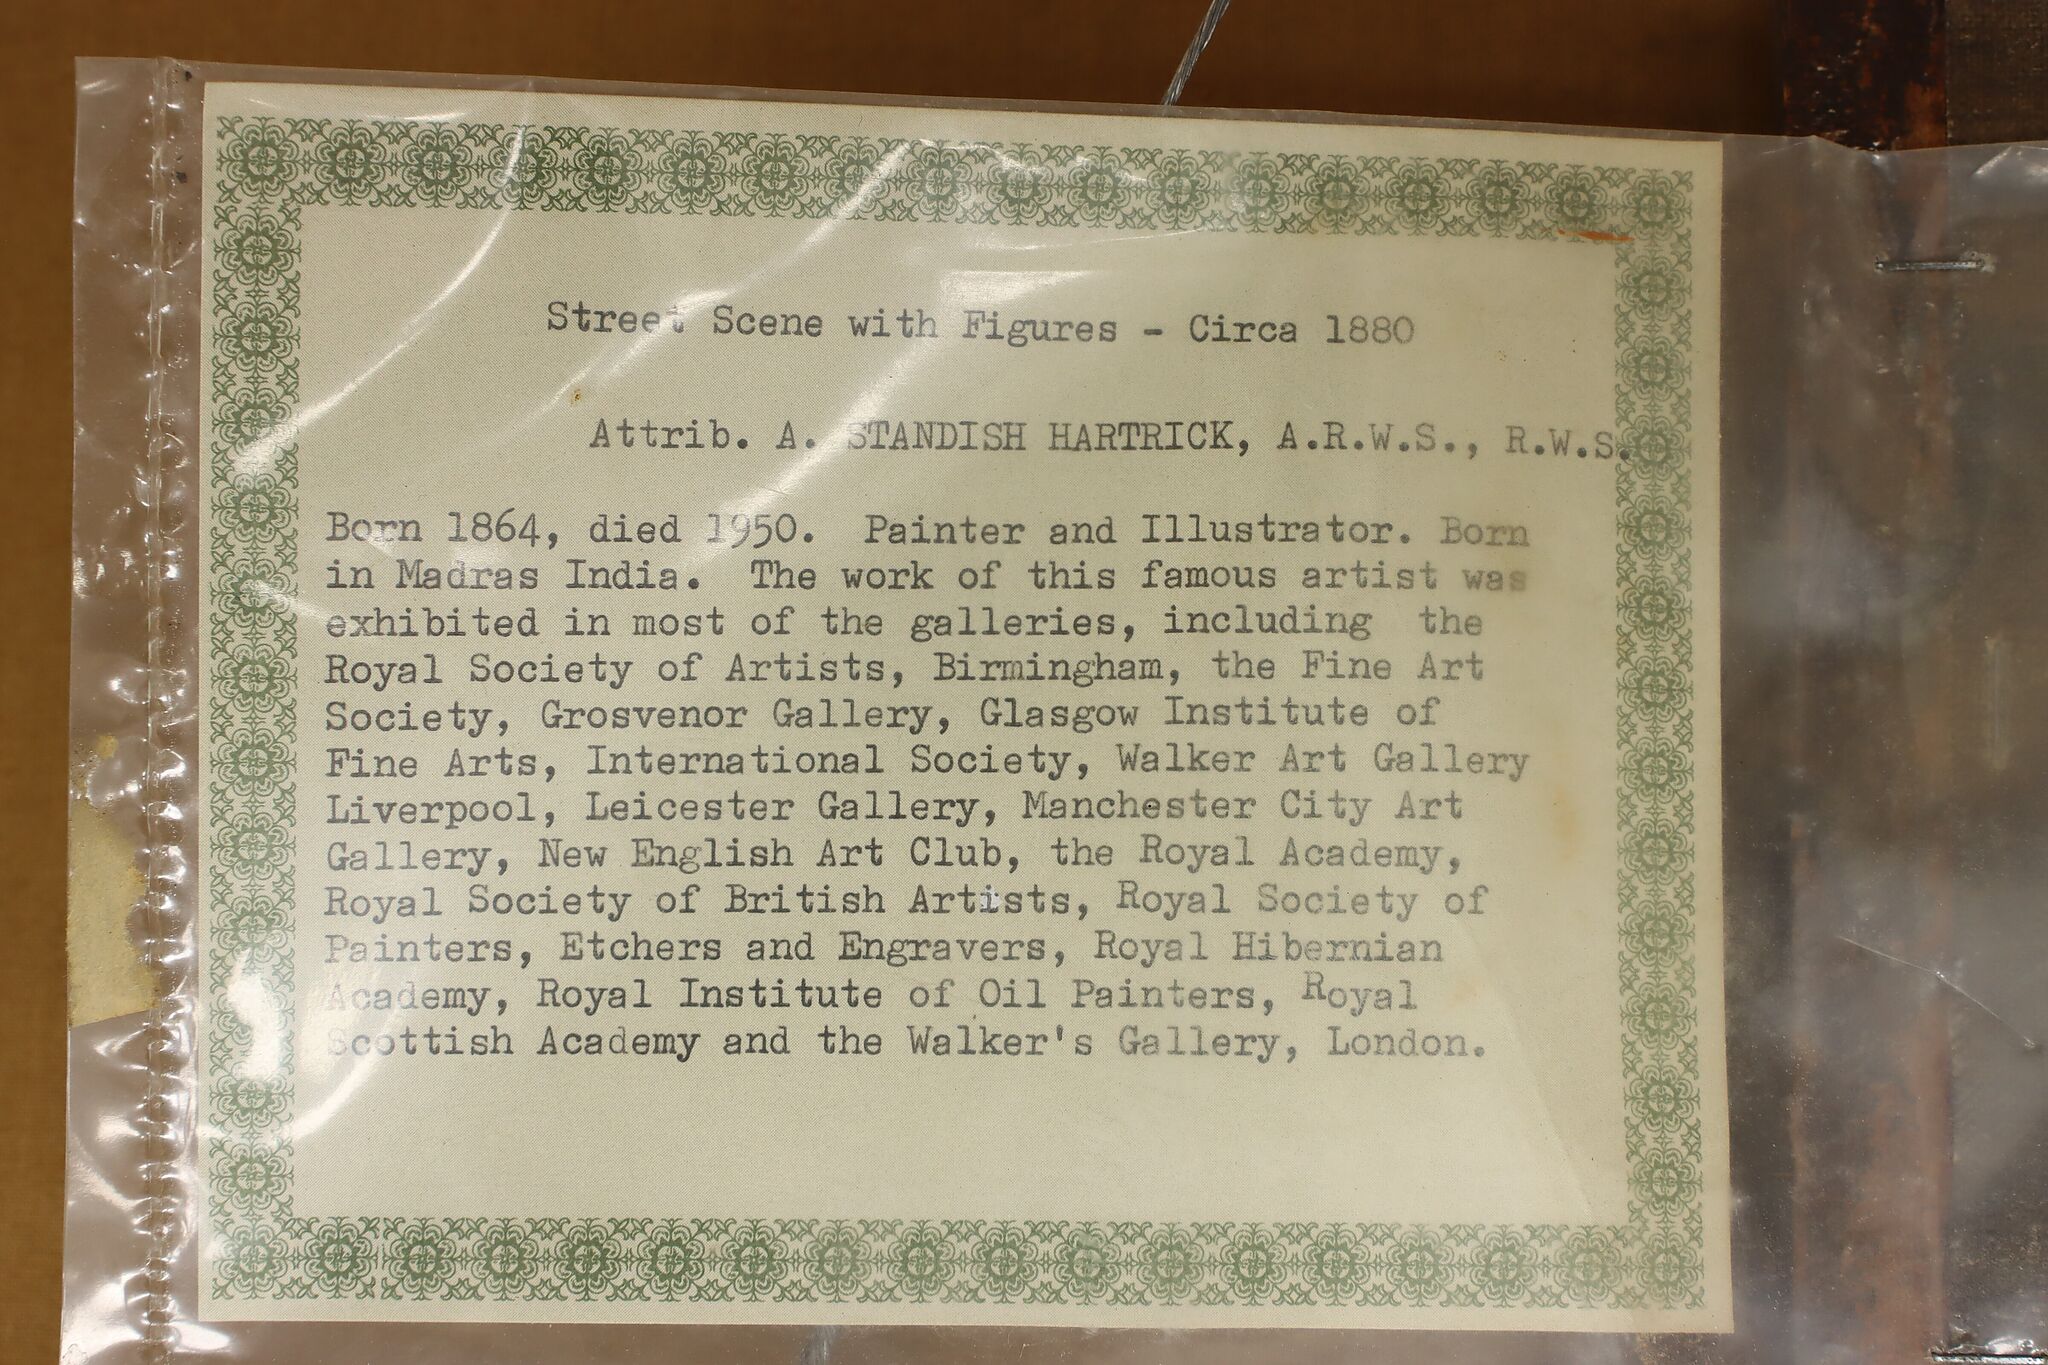 Street Scene with Figures - Circa 1880
Attrib. A. STANDISH HARTRICK, A.R.W.S., R.W.S.
Born 1864, died 1950. Painter and Illustrator. Born
in Madras India. The work of this famous artist was
exhibited in most of the galleries, including the
Royal Society of Artists, Birmingham, the Fine Art
Society, Grosvenor Gallery, Glasgow Institute of
Fine Arts, International Society, Walker Art Gallery
Liverpool, Leicester Gallery, Manchester City Art
Gallery, New English Art Club, the Royal Academy,
Royal Society of British Artists, Royal Society of
Painters, Etchers and Engravers, Royal Hibernian
Academy, Royal Institute of Oil Painters, Royal
Scottish Academy and the Walker's Gallery, London.